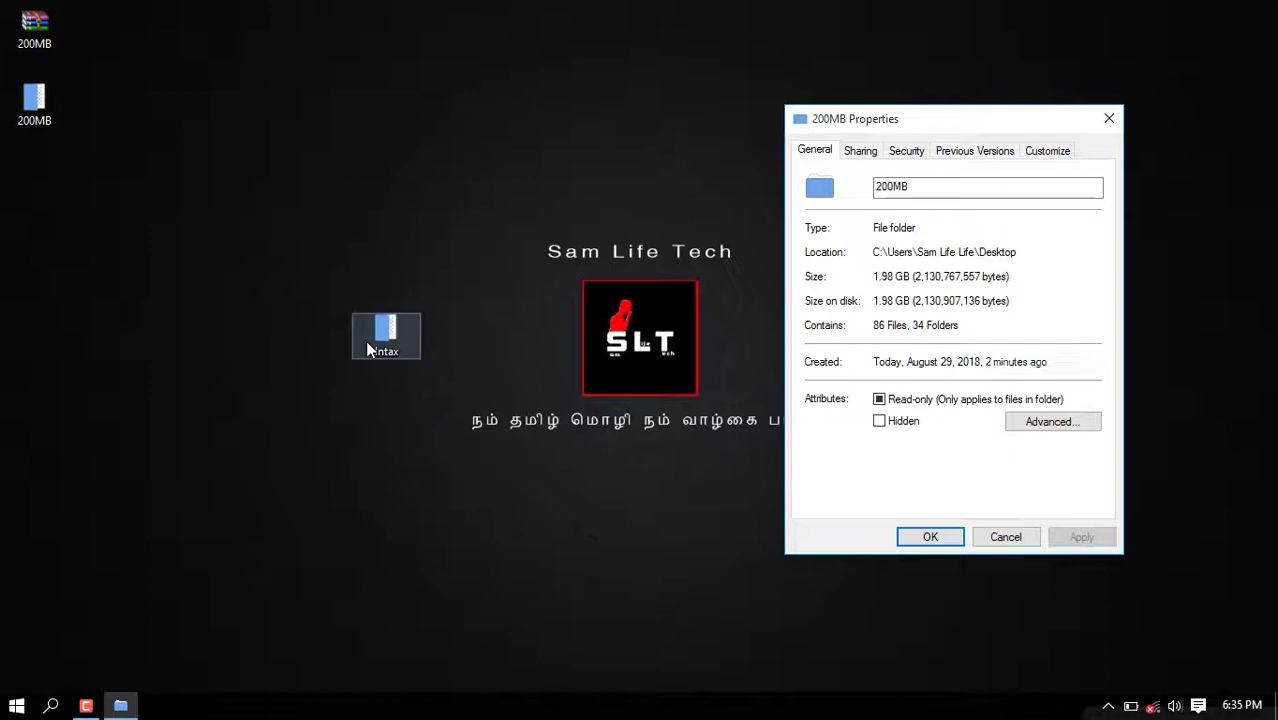 200MB
200MB
Sam Life Tech
SLT
நம் தமிழ் மொழி நம் வாழ்கை ப
200MB Properties
General Sharing Security Previous Versions Customize
200MB
Type: File folder
Location: C:\Users\Sam Life Life\Desktop
Size: 1.98 GB (2,130,767,557 bytes)
Size on disk: 1.98 GB (2,130,907,136 bytes)
Contains: 86 Files, 34 Folders
Created: Today, August 29, 2018, 2 minutes ago
Attributes: Read-only (Only applies to files in folder)
Hidden Advanced...
OK Cancel Apply
6:35 PM